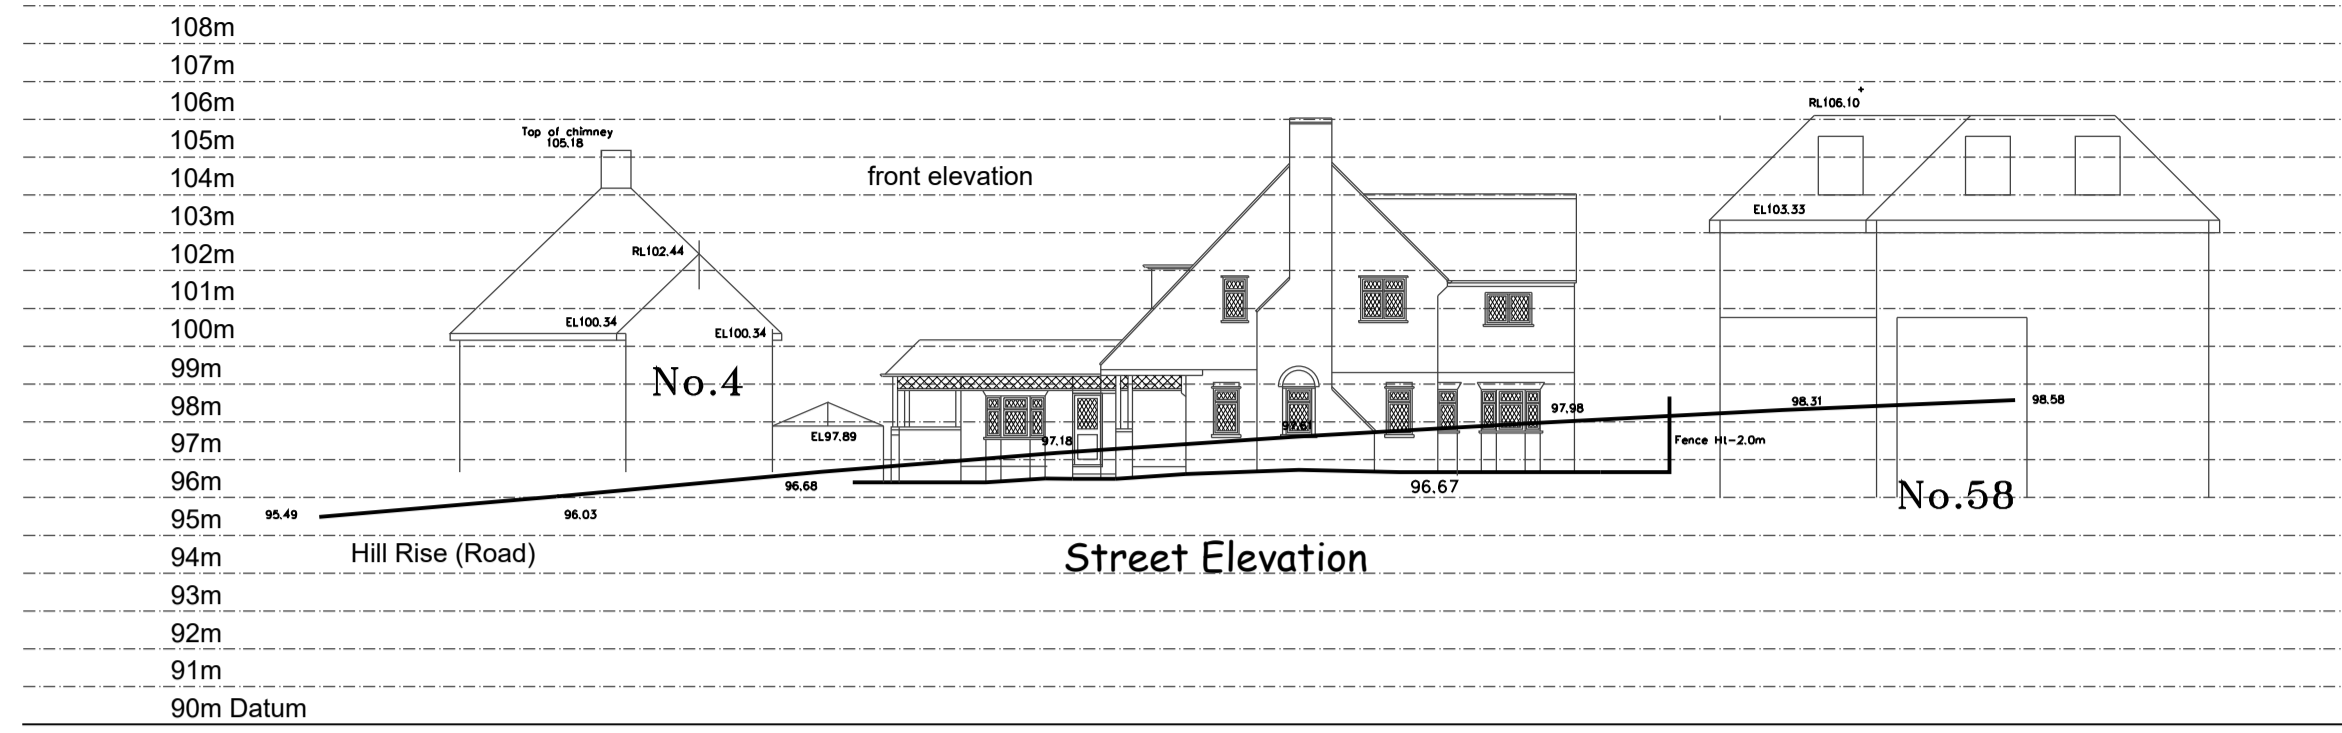 108m
107m
106m
RL106.10
105m
Top of chimney
105.18
104m
front elevation
103m
EL103.33
102m
RL102.44
101m
100m
EL100.34
EL100.34
99m
No.4
98m
97.98
98.31
98.58
97m
EL97.89
97.18
97.61
Fence Hl-2.0m
96m
96.68
96.67
No.58
95m
95.49
96.03
94m
Hill Rise (Road)
Street Elevation
93m
92m
91m
90m Datum